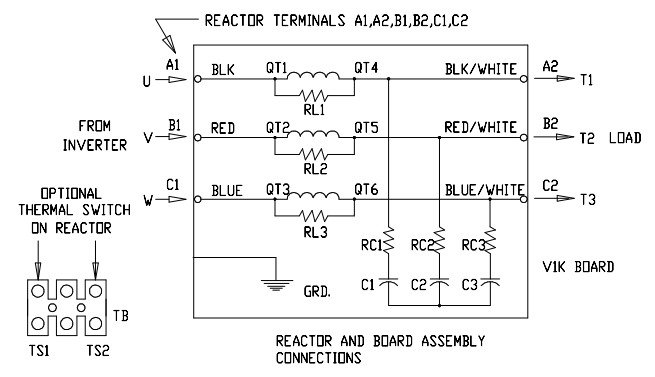 REACTOR TERMINALS A1,A2,B1,B2,C1,C2
A1
U
BLK
QT1
QT4
BLK/WHITE
A2
T1
RL1
FROM
INVERTER
B1
V
RED
QT2
QT5
RED/WHITE
B2
T2 LOAD
RL2
OPTIONAL
THERMAL SWITCH
ON REACTOR
C1
W
BLUE
QT3
QT6
BLUE/WHITE
C2
T3
RL3
RC1
RC2
RC3
C1
C2
C3
V1K BOARD
GRD.
TB
TS1
TS2
REACTOR AND BOARD ASSEMBLY
CONNECTIONS